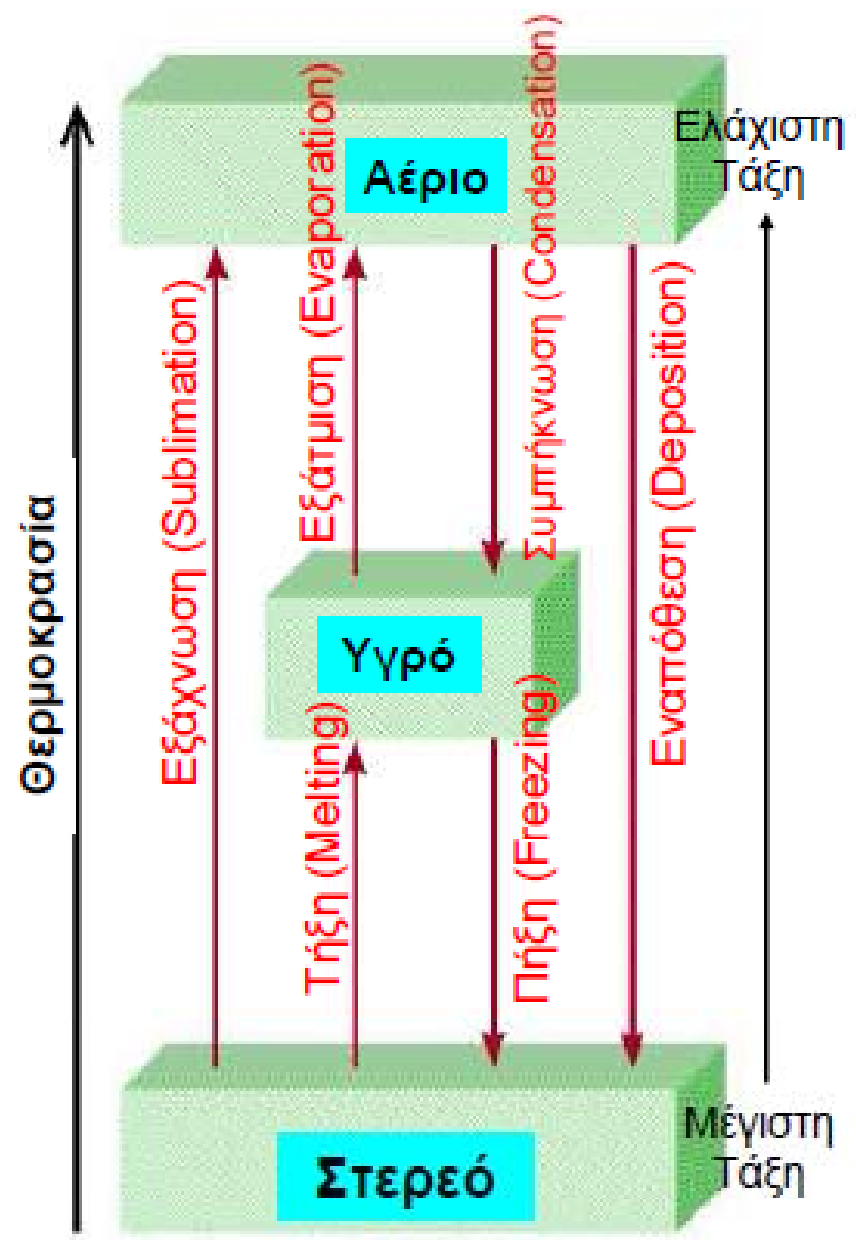 Αέριο
Ελάχιστη
Τάξη
Εξάχνωση (Sublimation)
Εξάτμιση (Evaporation)
Συμπήκνωση (Condensation)
Εναπόθεση (Deposition)
Θερμοκρασία
Υγρό
Τήξη (Melting)
Πήξη (Freezing)
Στερεό
Μέγιστη
Τάξη